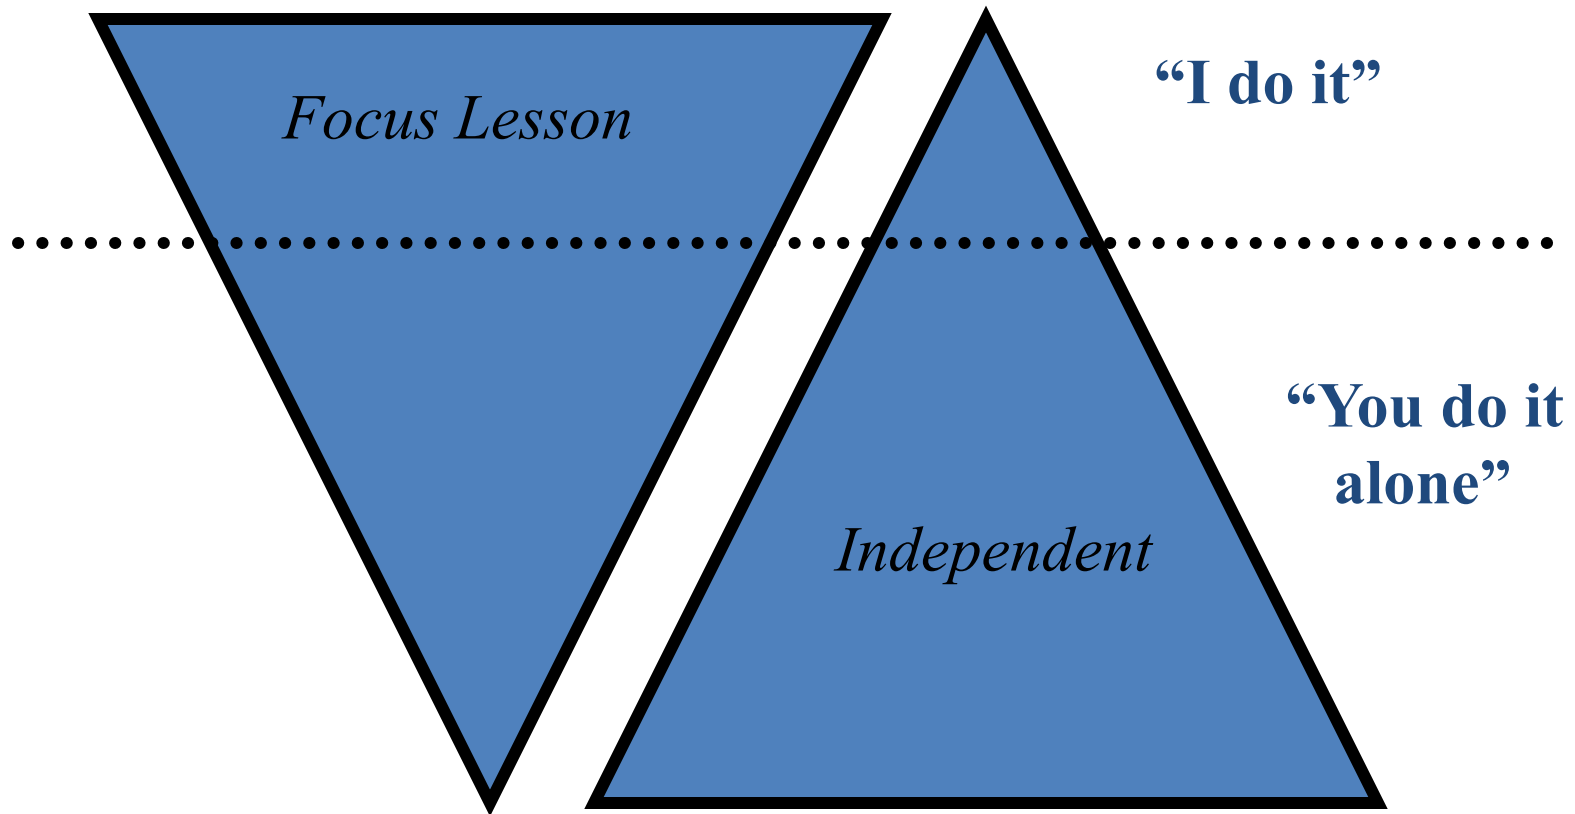 Focus Lesson
“I do it”
“You do it
alone”
Independent